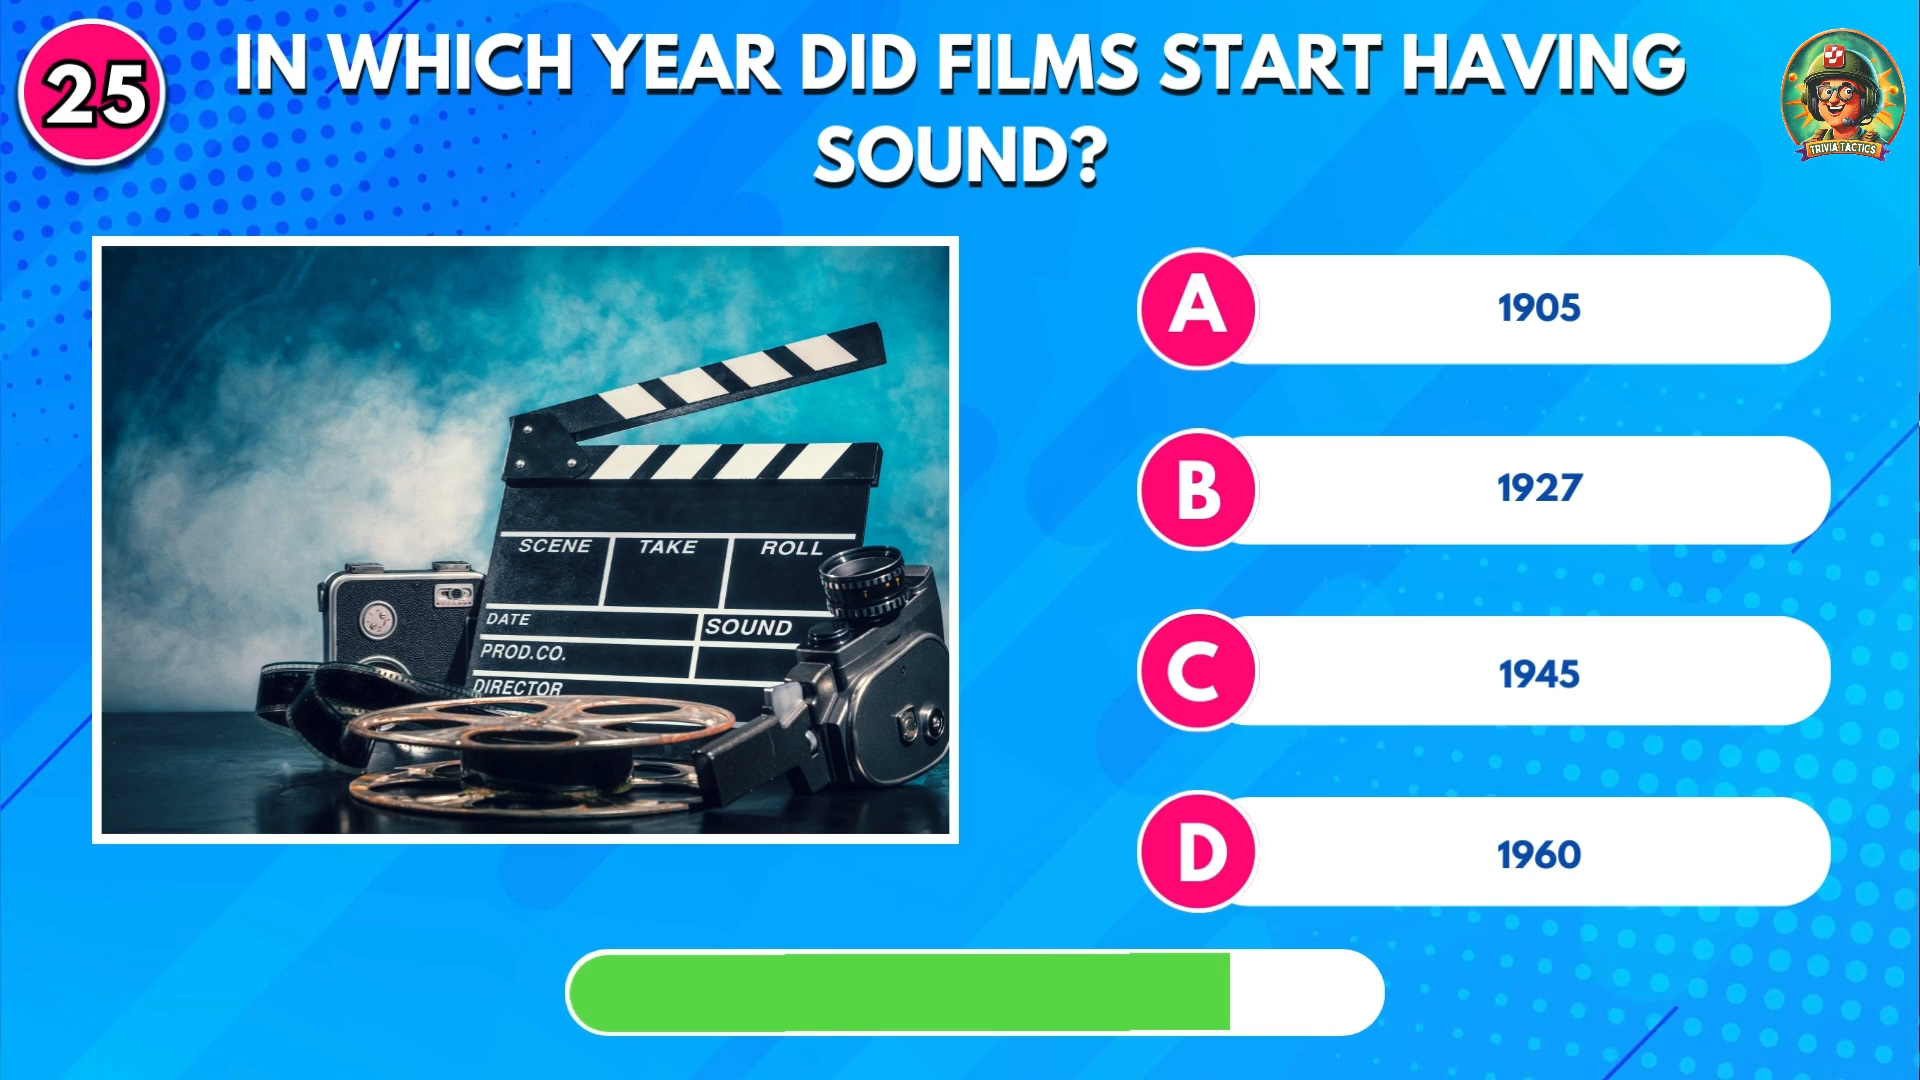 25
IN WHICH YEAR DID FILMS START HAVING
SOUND?
TRIVIA TACTICS
A
1905
B
1927
C
1945
D
1960
SCENE TAKE ROLL
DATE
SOUND
PROD.CO.
DIRECTOR